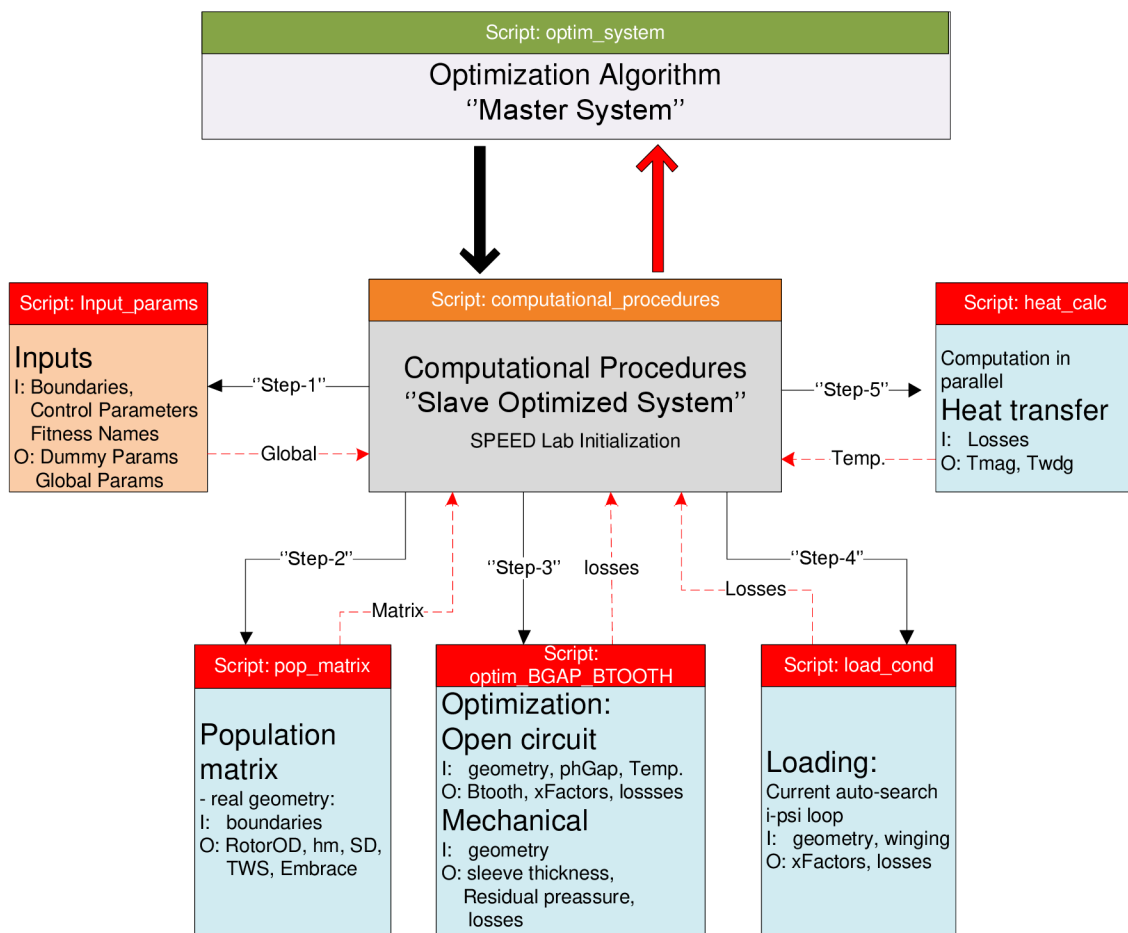 Script: optim_system
Optimization Algorithm
‘‘Master System’’
Script: Input_params
Inputs
I: Boundaries,
Control Parameters
Fitness Names
O: Dummy Params
Global Params
Script: computational_procedures
Computational Procedures
‘‘Slave Optimized System’’
SPEED Lab Initialization
Script: heat_calc
Computation in
parallel
Heat transfer
I: Losses
O: Tmag, Twdg
‘‘Step-1’’
Global
‘‘Step-5’’
Temp.
‘‘Step-2’’
Matrix
‘‘Step-3’’
losses
‘‘Step-4’’
Losses
Script: pop_matrix
Population
matrix
- real geometry:
I: boundaries
O: RotorOD, hm, SD,
TWS, Embrace
Script:
optim_BGAP_BTOOTH
Optimization:
Open circuit
I: geometry, phGap, Temp.
O: Btooth, xFactors, lossses
Mechanical
I: geometry
O: sleeve thickness,
Residual preassure,
losses
Script: load_cond
Loading:
Current auto-search
i-psi loop
I: geometry, winging
O: xFactors, losses